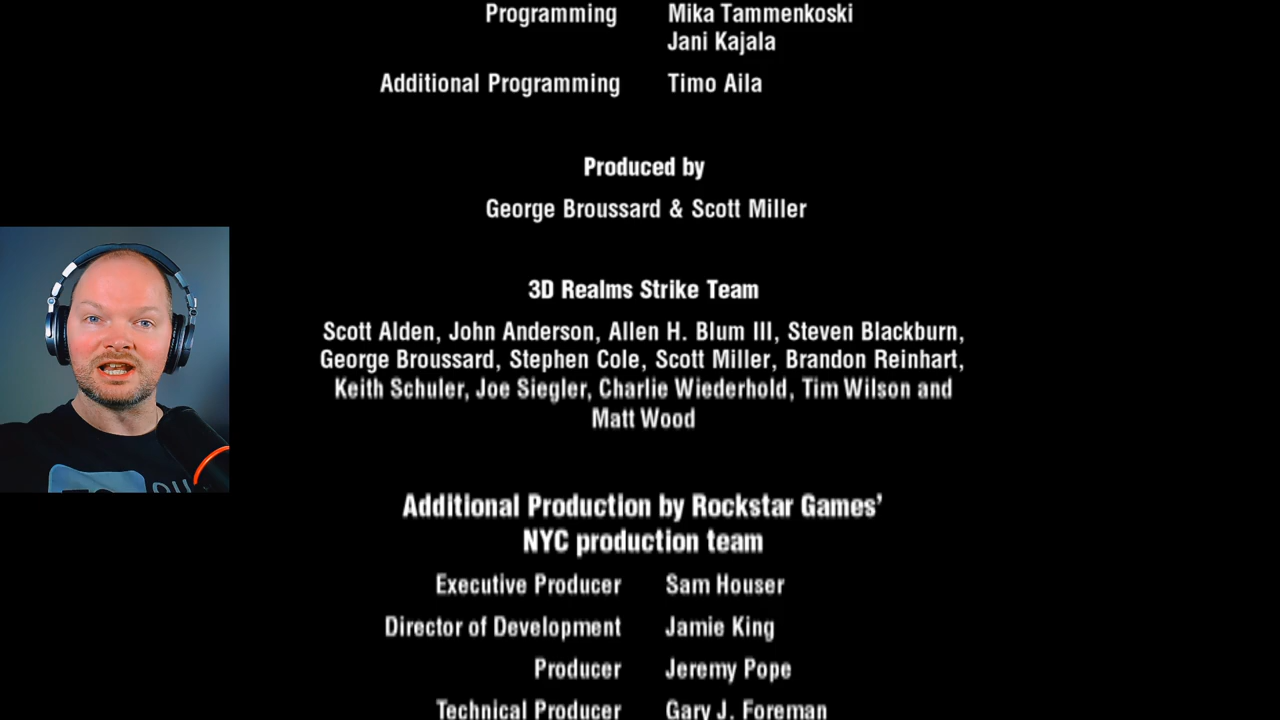 Programming Mika Tammenkoski
Jani Kajala
Additional Programming Timo Aila
Produced by
George Broussard & Scott Miller
3D Realms Strike Team
Scott Alden, John Anderson, Allen H. Blum III, Steven Blackburn,
George Broussard, Stephen Cole, Scott Miller, Brandon Reinhart,
Keith Schuler, Joe Siegler, Charlie Wiederhold, Tim Wilson and
Matt Wood
Additional Production by Rockstar Games’
NYC production team
Executive Producer Sam Houser
Director of Development Jamie King
Producer Jeremy Pope
Technical Producer Gary J. Foreman